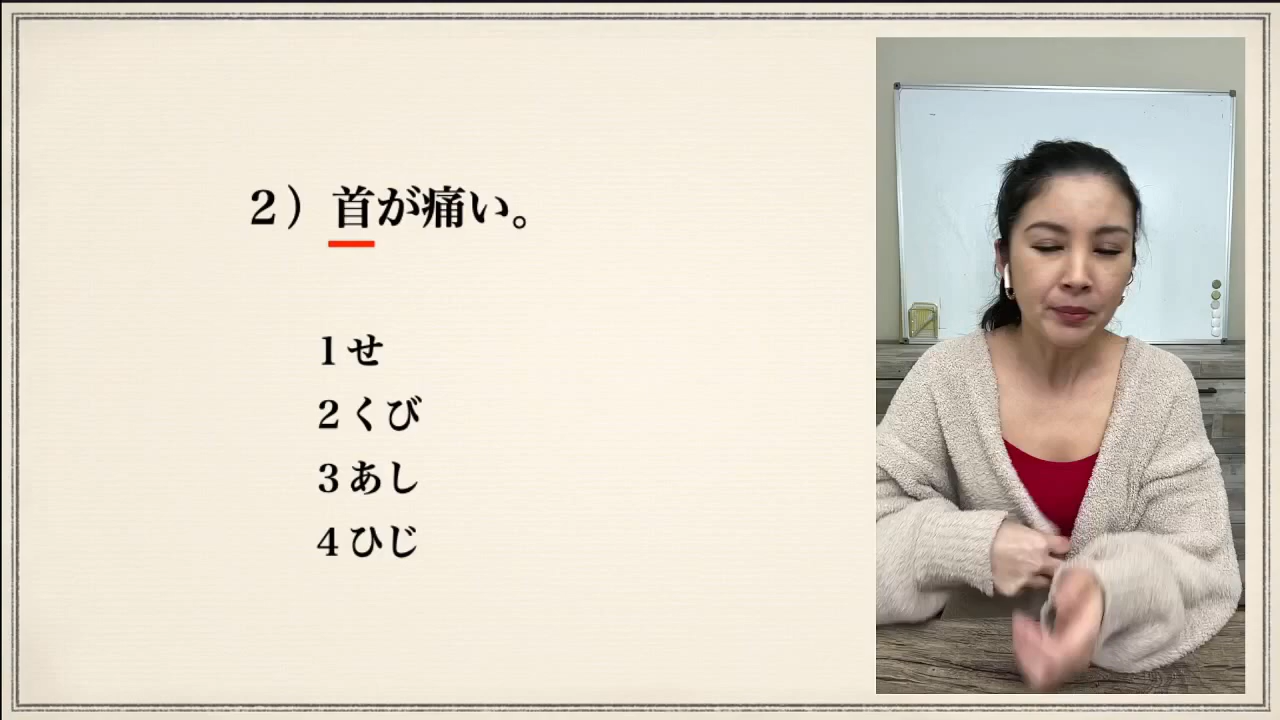 ２）首が痛い。
１せ
２くび
３あし
４ひじ